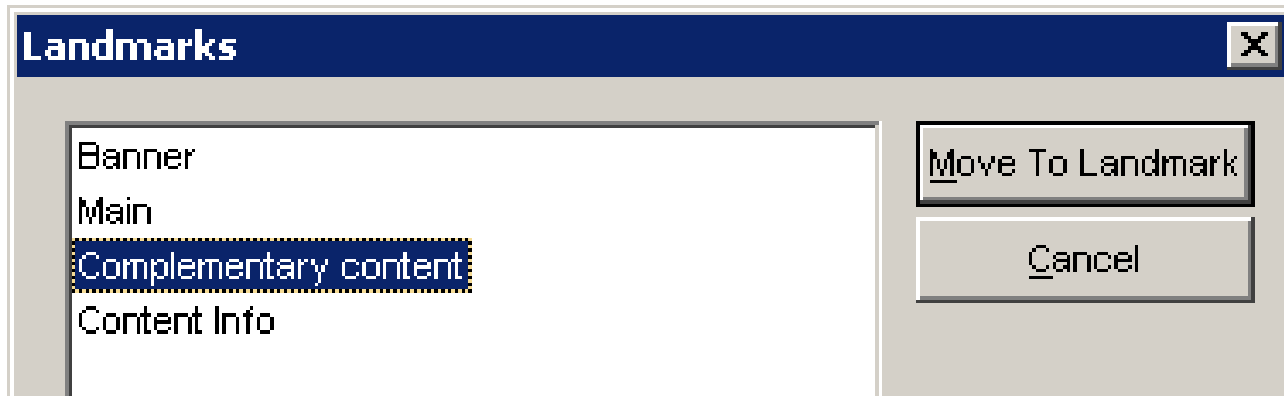 Landmarks
Banner
Main
Complementary content
Content Info
Move To Landmark
Cancel